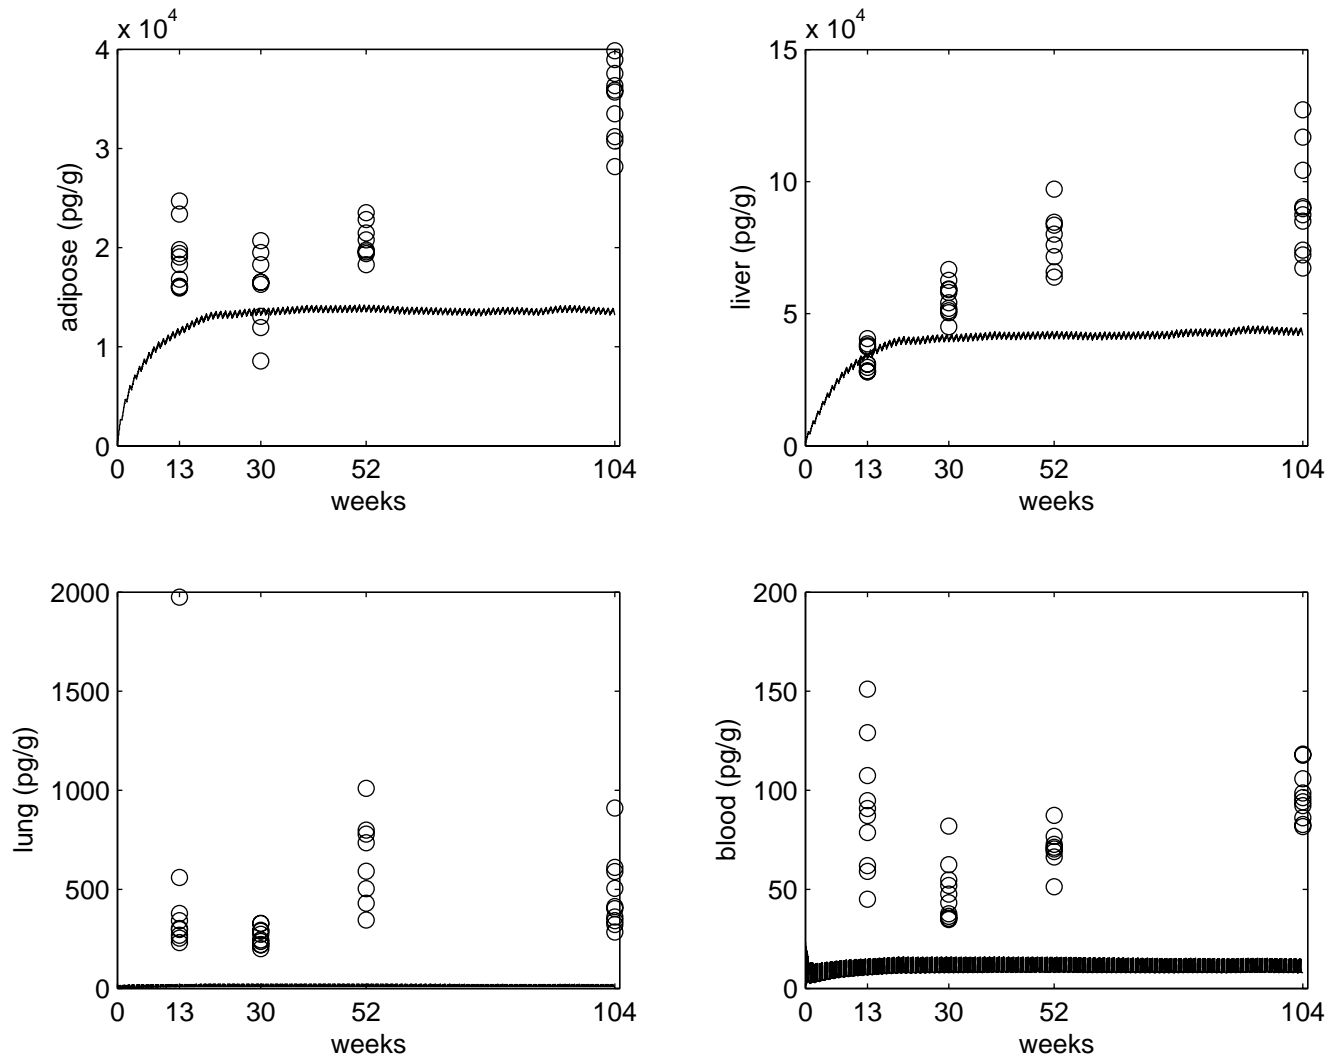 x 10^4
4
3
2
1
0
adipose (pg/g)
0 13 30 52 104
weeks
x 10^4
15
10
5
0
liver (pg/g)
0 13 30 52 104
weeks
2000
1500
1000
500
0
lung (pg/g)
0 13 30 52 104
weeks
200
150
100
50
0
blood (pg/g)
0 13 30 52 104
weeks